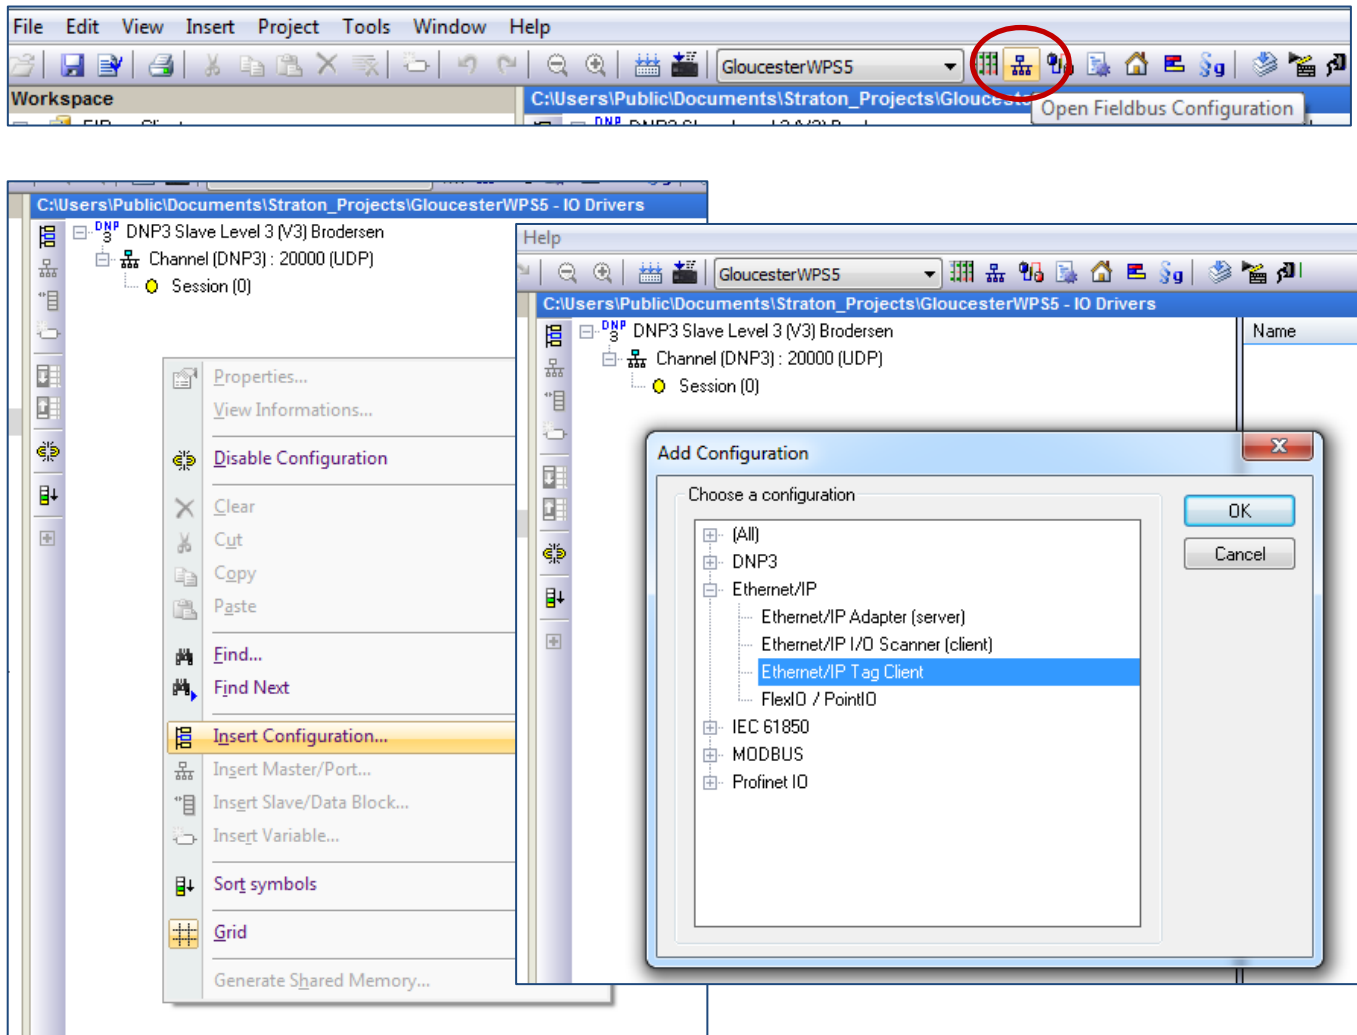 File Edit View Insert Project Tools Window Help
GloucesterWPS5
Workspace
C:\Users\Public\Documents\Straton_Projects\Glouceste
Open Fieldbus Configuration
C:\Users\Public\Documents\Straton_Projects\GloucesterWPS5 - IO Drivers
DNP3 Slave Level 3 (V3) Brodersen
Channel (DNP3) : 20000 (UDP)
Session (0)
Properties...
View Informations...
Disable Configuration
Clear
Cut
Copy
Paste
Find...
Find Next
Insert Configuration...
Insert Master/Port...
Insert Slave/Data Block...
Insert Variable...
Sort symbols
Grid
Generate Shared Memory...
Help
GloucesterWPS5
C:\Users\Public\Documents\Straton_Projects\GloucesterWPS5 - IO Drivers
DNP3 Slave Level 3 (V3) Brodersen
Name
Channel (DNP3) : 20000 (UDP)
Session (0)
Add Configuration
Choose a configuration
OK
Cancel
(All)
DNP3
Ethernet/IP
Ethernet/IP Adapter (server)
Ethernet/IP I/O Scanner (client)
Ethernet/IP Tag Client
FlexIO / PointIO
IEC 61850
MODBUS
Profinet IO